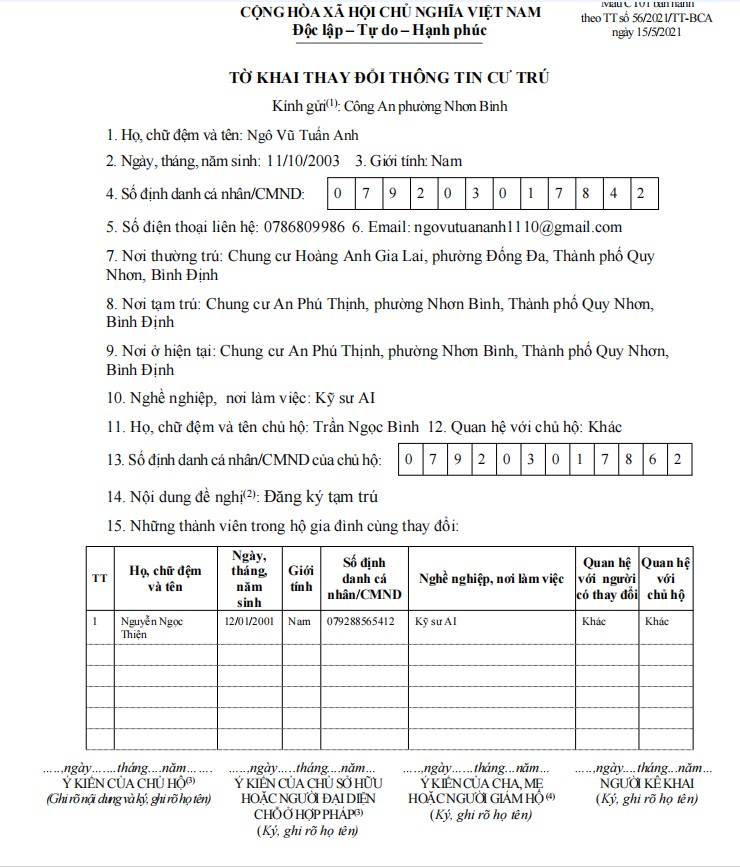 CỘNG HÒA XÃ HỘI CHỦ NGHĨA VIỆT NAM
Độc lập – Tự do – Hạnh phúc
Mẫu CT01 ban hành
theo TT số 56/2021/TT-BCA
ngày 15/5/2021
TỜ KHAI THAY ĐỔI THÔNG TIN CƯ TRÚ
Kính gửi(1): Công An phường Nhơn Bình
1. Họ, chữ đệm và tên: Ngô Vũ Tuấn Anh
2. Ngày, tháng, năm sinh: 11/10/2003 3. Giới tính: Nam
4. Số định danh cá nhân/CMND: 0 7 9 2 0 3 0 1 7 8 4 2
5. Số điện thoại liên hệ: 0786809986 6. Email: ngovutuananh1110@gmail.com
7. Nơi thường trú: Chung cư Hoàng Anh Gia Lai, phường Đống Đa, Thành phố Quy
Nhơn, Bình Định
8. Nơi tạm trú: Chung cư An Phú Thịnh, phường Nhơn Bình, Thành phố Quy Nhơn,
Bình Định
9. Nơi ở hiện tại: Chung cư An Phú Thịnh, phường Nhơn Bình, Thành phố Quy Nhơn,
Bình Định
10. Nghề nghiệp, nơi làm việc: Kỹ sư AI
11. Họ, chữ đệm và tên chủ hộ: Trần Ngọc Bình 12. Quan hệ với chủ hộ: Khác
13. Số định danh cá nhân/CMND của chủ hộ: 0 7 9 2 0 3 0 1 7 8 6 2
14. Nội dung đề nghị(2): Đăng ký tạm trú
15. Những thành viên trong hộ gia đình cùng thay đổi:
TT
Họ, chữ đệm
và tên
Ngày,
tháng,
năm
sinh
Giới
tính
Số định
danh cá
nhân/CMND
Nghề nghiệp, nơi làm việc
Quan hệ
với người
có thay đổi
Quan hệ
với
chủ hộ
1 Nguyễn Ngọc 12/01/2001 Nam 079288565412 Kỹ sư AI Khác Khác
Thiện
.....,ngày.......tháng....năm.......
Ý KIẾN CỦA CHỦ HỘ(3)
(Ghi rõ nội dung và ký, ghi rõ họ tên)
.....,ngày.....tháng...năm...
Ý KIẾN CỦA CHỦ SỞ HỮU
HOẶC NGƯỜI ĐẠI DIỆN
CHỖ Ở HỢP PHÁP(3)
(Ký, ghi rõ họ tên)
.....,ngày......tháng...năm...
Ý KIẾN CỦA CHA, MẸ
HOẶC NGƯỜI GIÁM HỘ (4)
(Ký, ghi rõ họ tên)
.....,ngày....tháng...năm...
NGƯỜI KÊ KHAI
(Ký, ghi rõ họ tên)